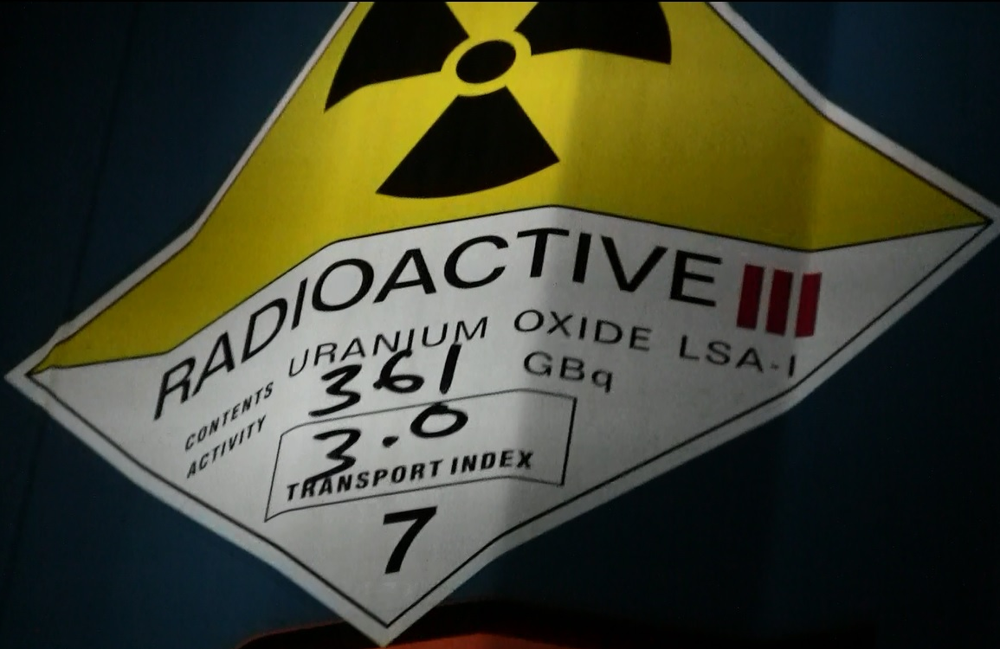 RADIOACTIVE III
CONTENTS URANIUM OXIDE LSA-I
ACTIVITY 361 GBq
3.0
TRANSPORT INDEX
7